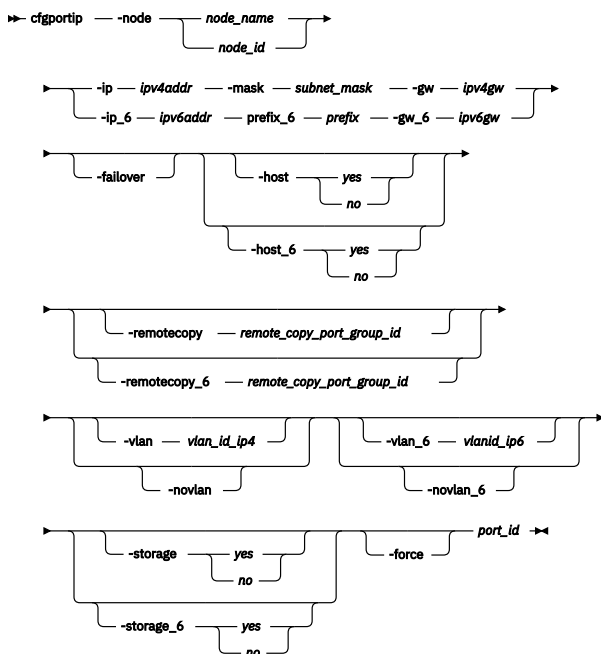 cfgportip -node node_name
node_id
-ip ipv4addr -mask subnet_mask -gw ipv4gw
-ip_6 ipv6addr prefix_6 prefix -gw_6 ipv6gw
-failover -host yes
no
-host_6 yes
no
-remotecopy remote_copy_port_group_id
-remotecopy_6 remote_copy_port_group_id
-vlan vlan_id_ip4 -vlan_6 vlanid_ip6
-novlan -novlan_6
-storage yes -force port_id
no
-storage_6 yes
no